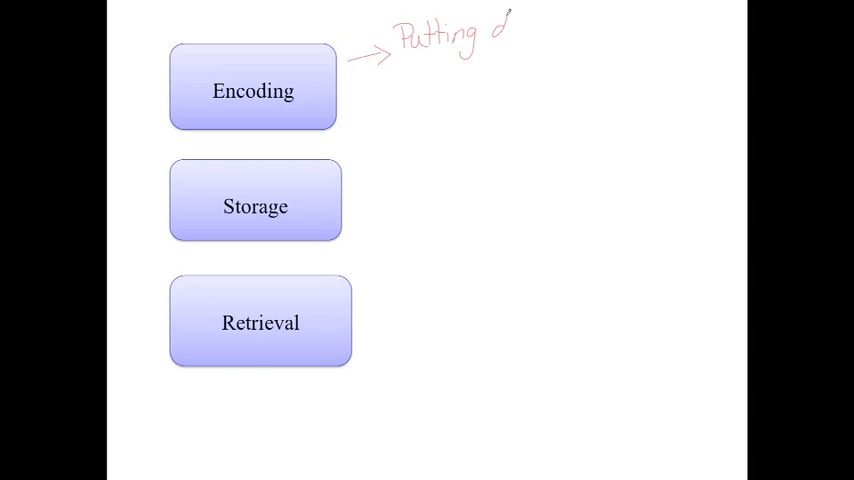 Putting d
Encoding
Storage
Retrieval